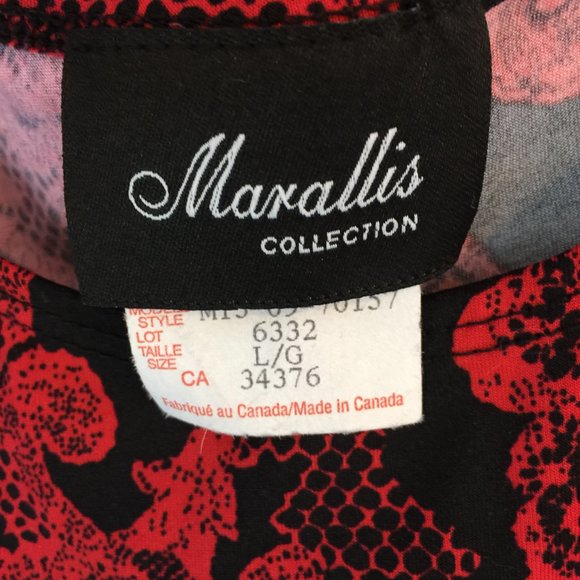 Marallis
COLLECTION
STYLE
LOT 6332
TAILLE
SIZE L/G
CA 34376
Fabriqué au Canada/Made in Canada